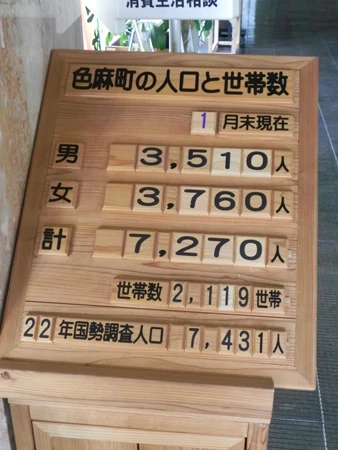 消費生活相談
色麻町の人口と世帯数
1月末現在
男 3,510人
女 3,760人
計 7,270人
世帯数 2,119世帯
22年国勢調査人口 7,431人